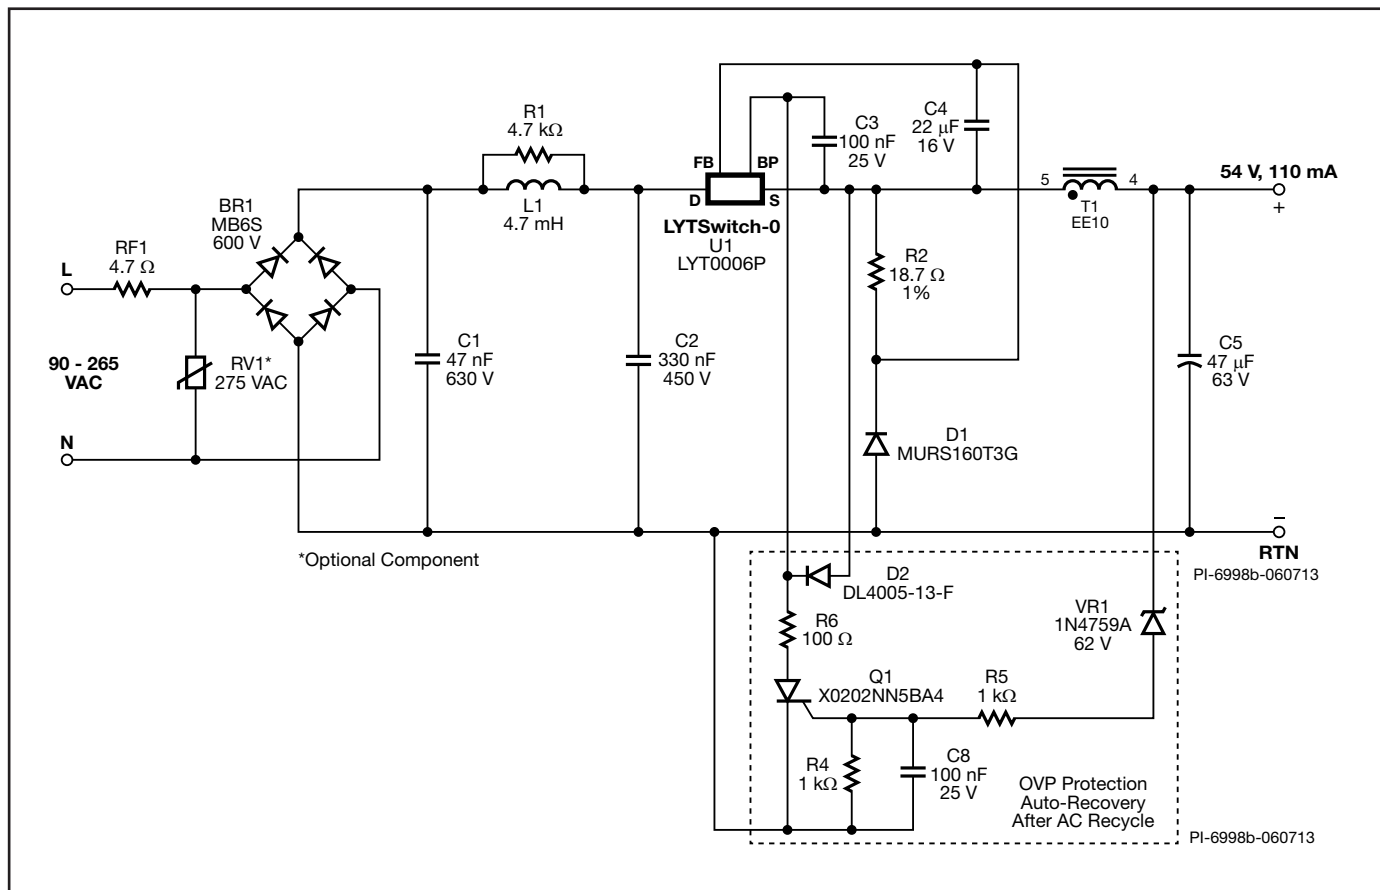 L
RF1
4.7 Ω
90 - 265
VAC
N
BR1
MB6S
600 V
RV1*
275 VAC
*Optional Component
C1
47 nF
630 V
R1
4.7 kΩ
L1
4.7 mH
C2
330 nF
450 V
FB
BP
D
S
LYTSwitch-0
U1
LYT0006P
C3
100 nF
25 V
C4
22 µF
16 V
R2
18.7 Ω
1%
D1
MURS160T3G
5
4
T1
EE10
54 V, 110 mA
+
C5
47 µF
63 V
–
RTN
PI-6998b-060713
D2
DL4005-13-F
R6
100 Ω
Q1
X0202NN5BA4
R5
1 kΩ
VR1
1N4759A
62 V
R4
1 kΩ
C8
100 nF
25 V
OVP Protection
Auto-Recovery
After AC Recycle
PI-6998b-060713